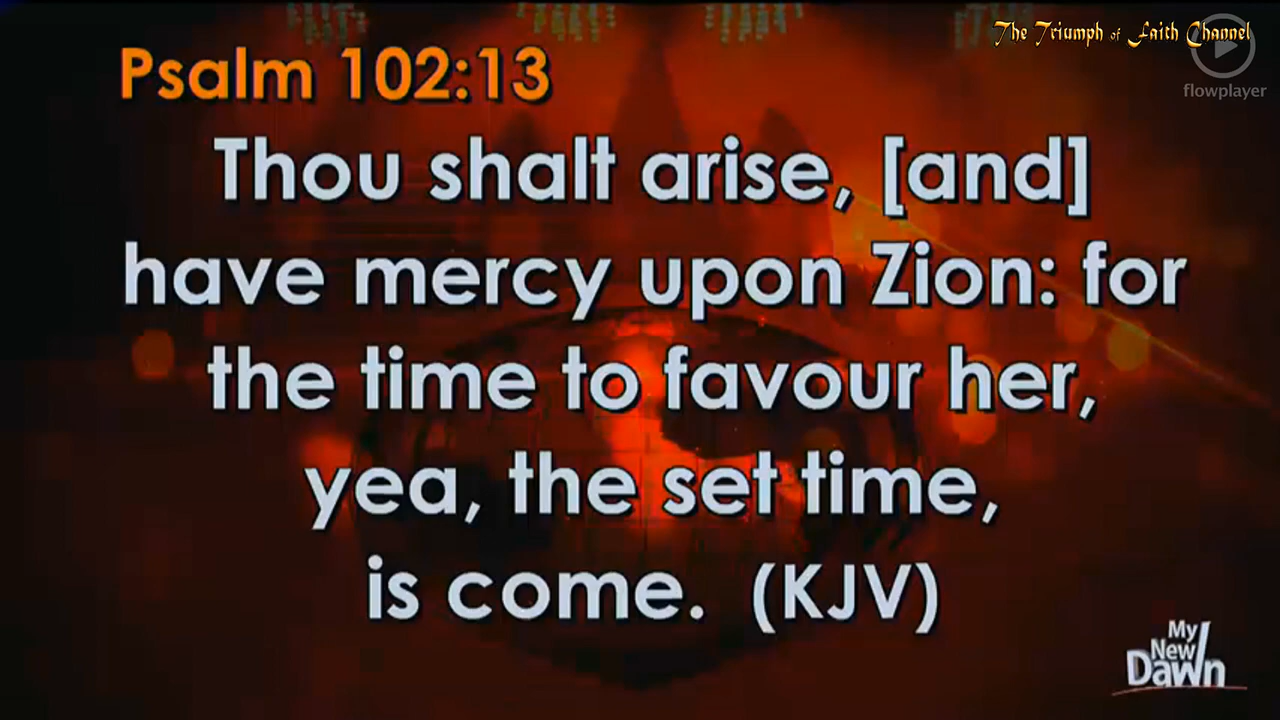 The Triumph of Faith Channel
flowplayer
Psalm 102:13
Thou shalt arise, [and]
have mercy upon Zion: for
the time to favour her,
yea, the set time,
is come. (KJV)
My
New
Dawn